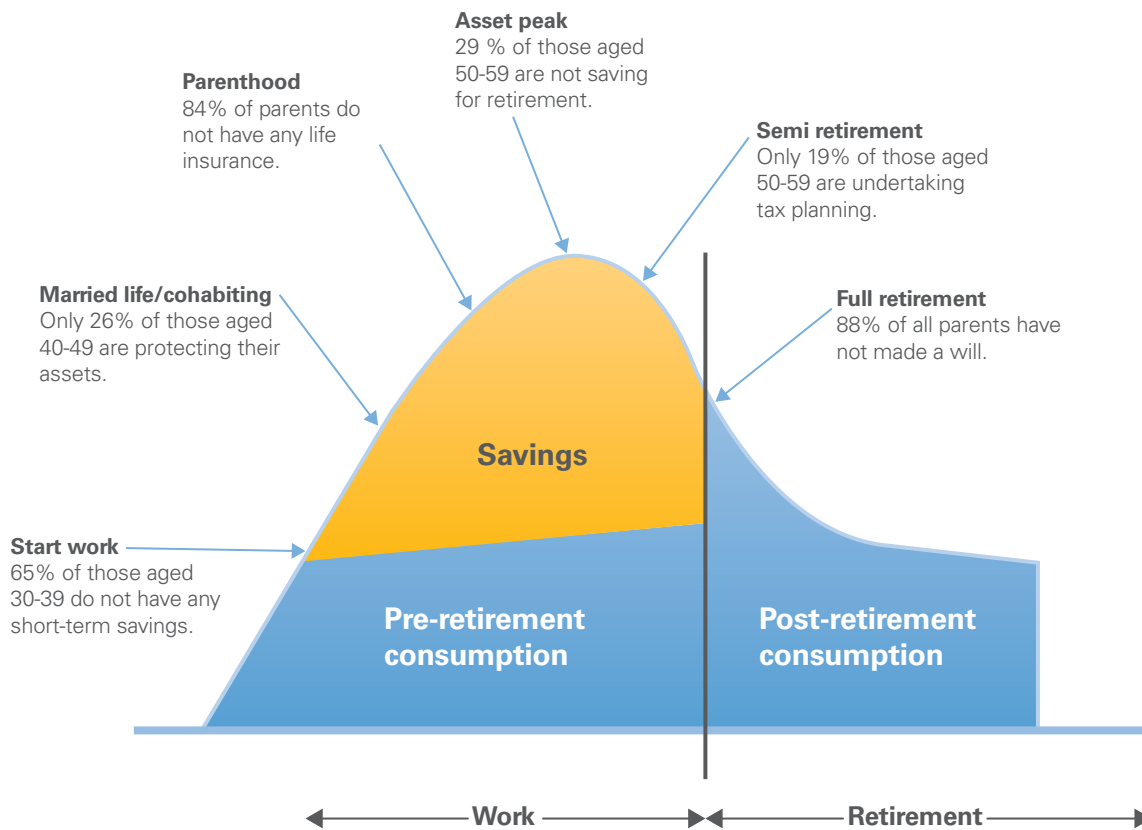 Asset peak
29 % of those aged
50-59 are not saving
for retirement.
Parenthood
84% of parents do
not have any life
insurance.
Semi retirement
Only 19% of those aged
50-59 are undertaking
tax planning.
Married life/cohabiting
Only 26% of those aged
40-49 are protecting their
assets.
Full retirement
88% of all parents have
not made a will.
Savings
Start work
65% of those aged
30-39 do not have any
short-term savings.
Pre-retirement
consumption
Post-retirement
consumption
Work
Retirement